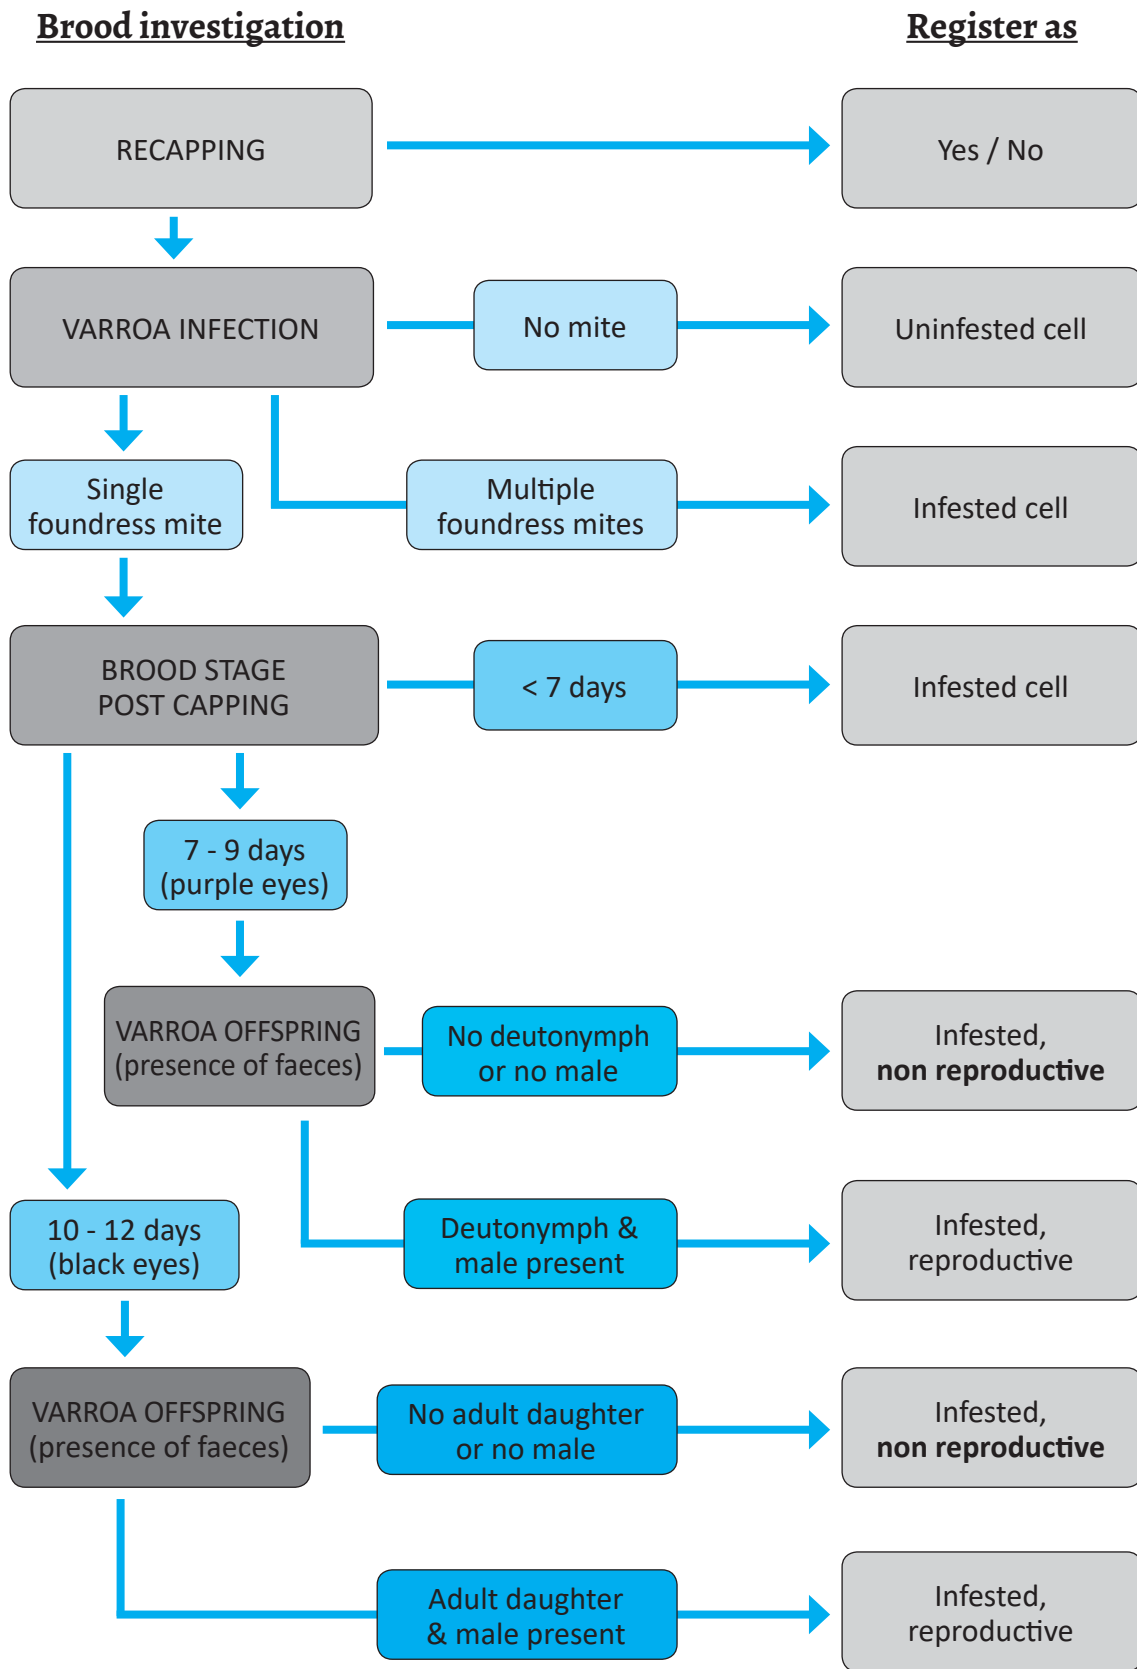 Brood investigation
Register as
RECAPPING
Yes / No
VARROA INFECTION
No mite
Uninfested cell
Single
foundress mite
Multiple
foundress mites
Infested cell
BROOD STAGE
POST CAPPING
< 7 days
Infested cell
7 - 9 days
(purple eyes)
VARROA OFFSPRING
(presence of faeces)
No deutonymph
or no male
Infested,
non reproductive
10 - 12 days
(black eyes)
Deutonymph &
male present
Infested,
reproductive
VARROA OFFSPRING
(presence of faeces)
No adult daughter
or no male
Infested,
non reproductive
Adult daughter
& male present
Infested,
reproductive